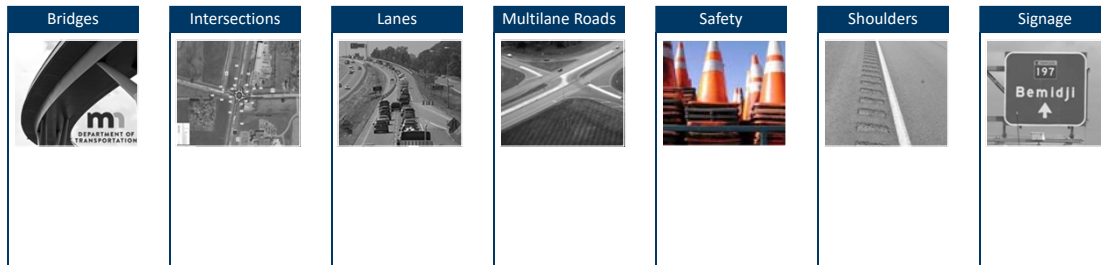 Bridges
Intersections
Lanes
Multilane Roads
Safety
Shoulders
Signage
mn
DEPARTMENT OF
TRANSPORTATION
197
Bemidji